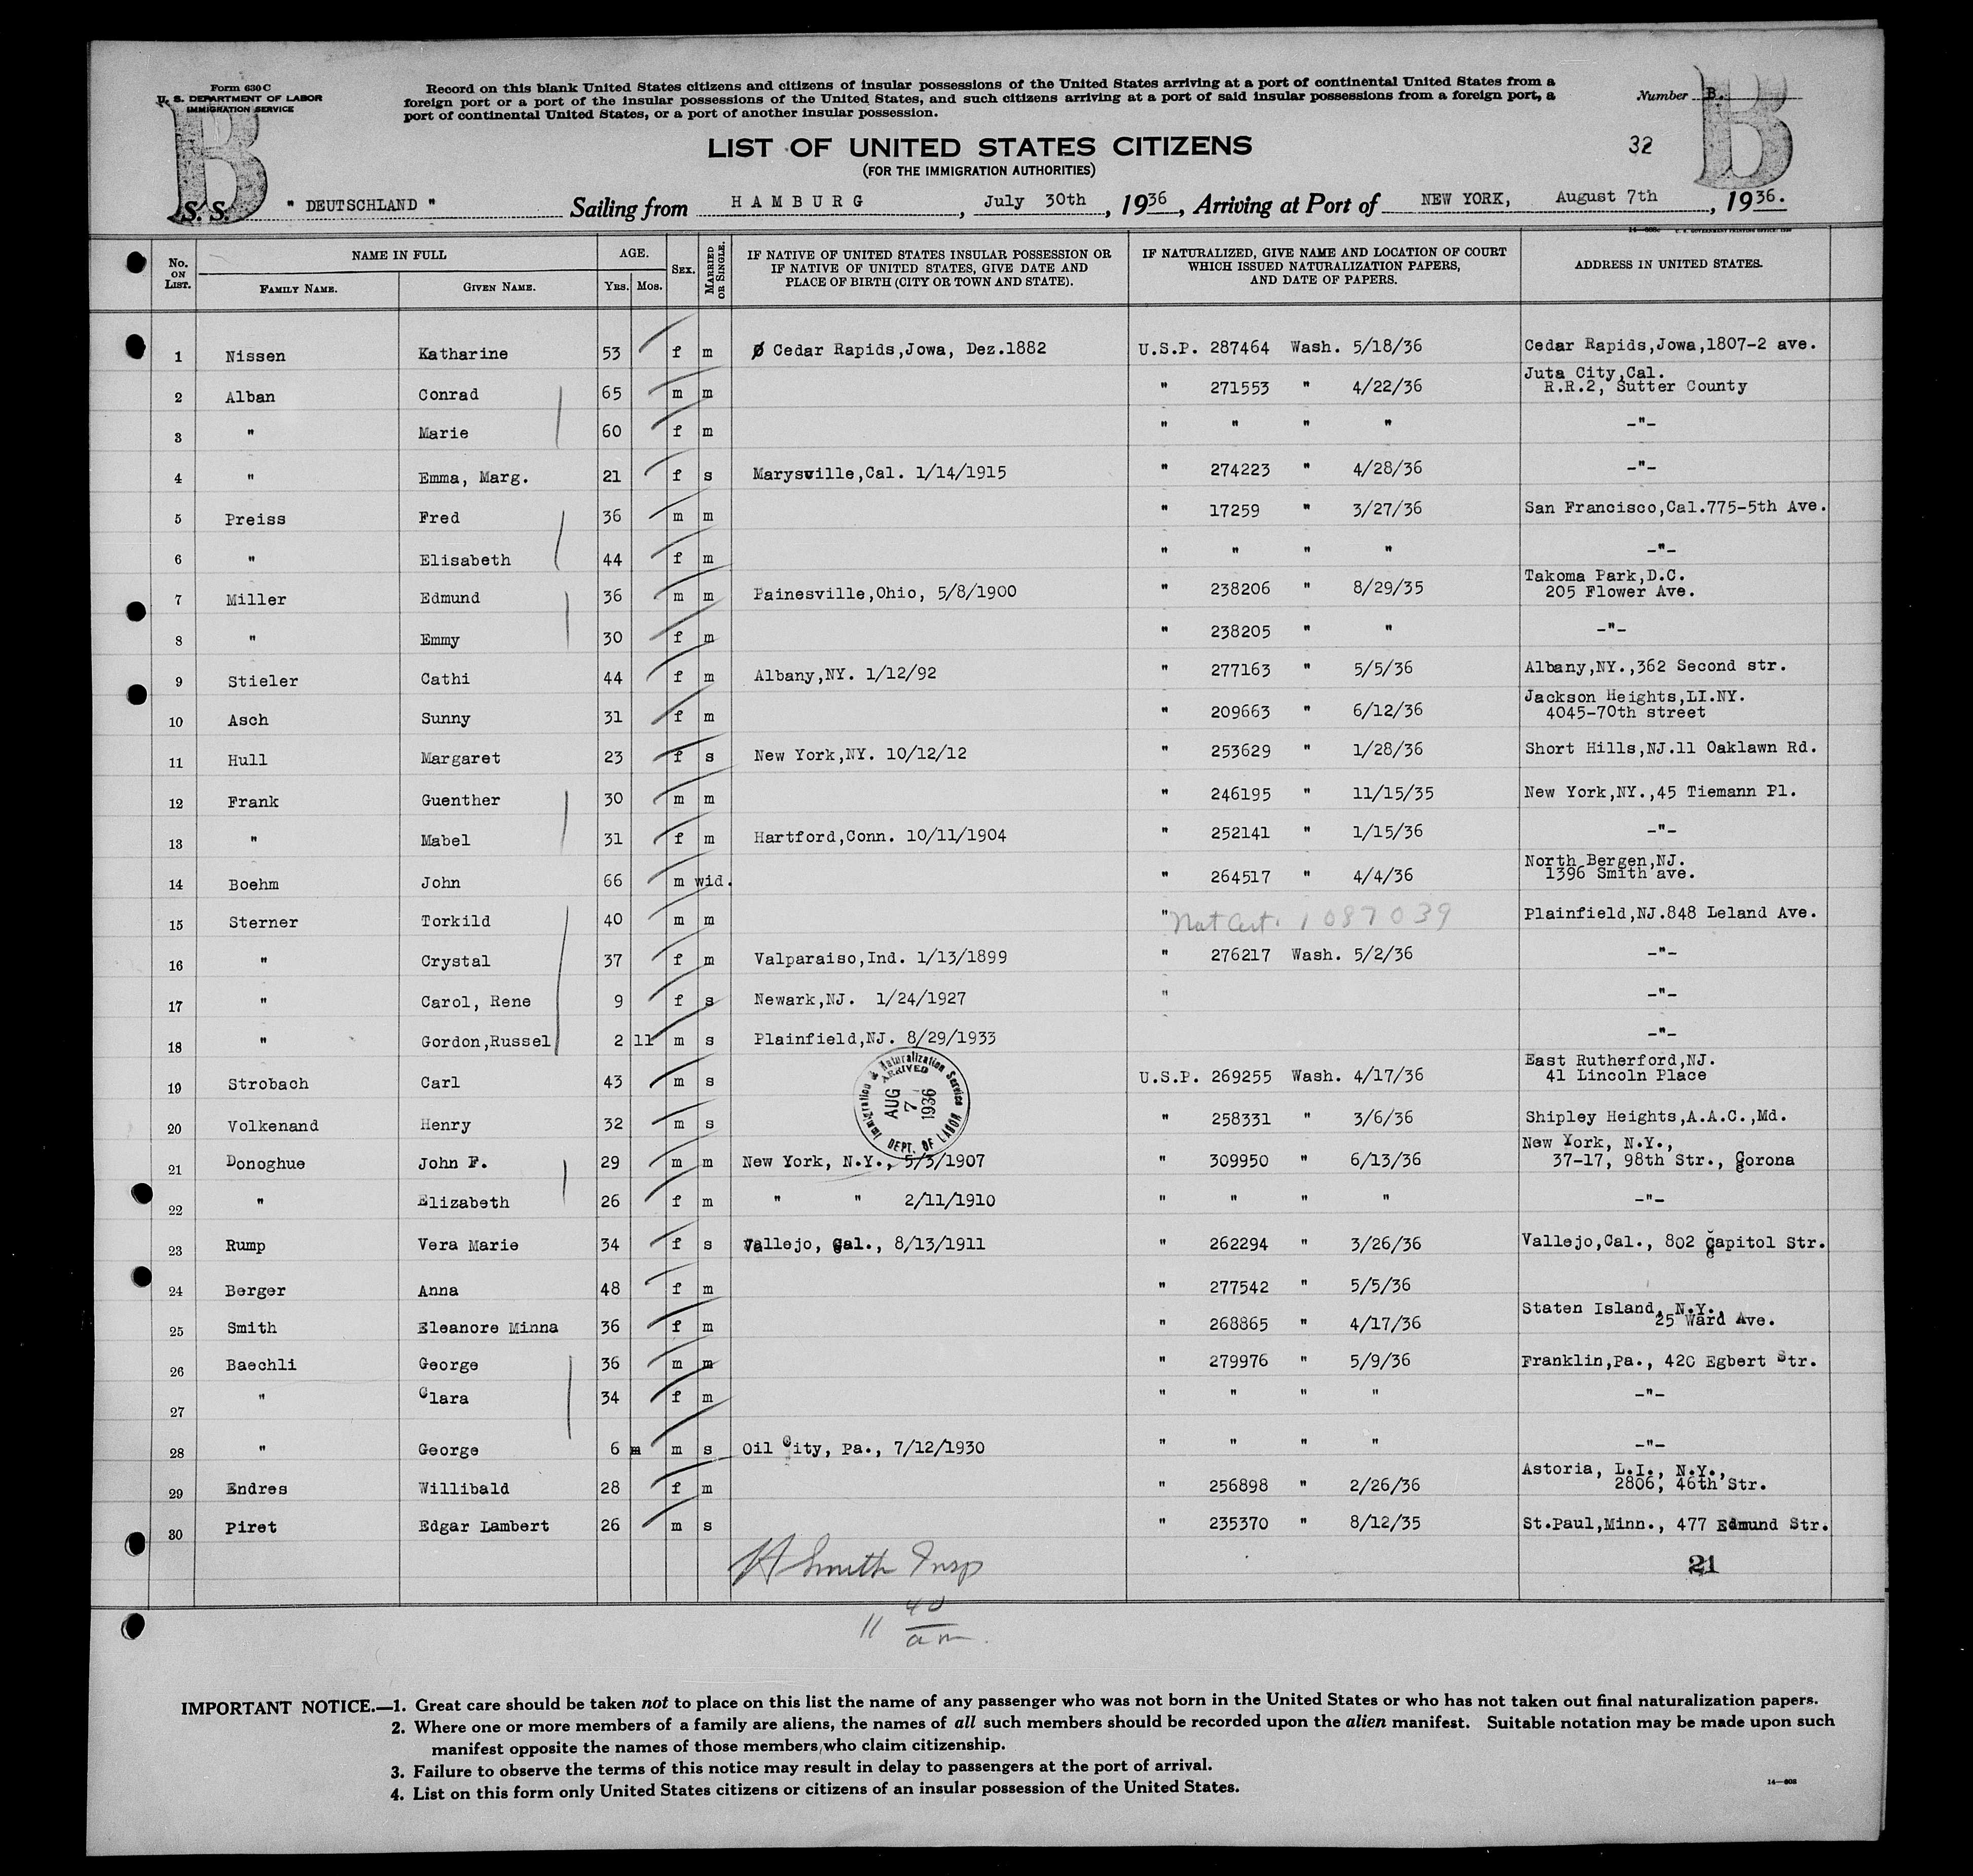 Form 630 C
U. S. DEPARTMENT OF LABOR
IMMIGRATION SERVICE
B
Record on this blank United States citizens and citizens of insular possessions of the United States arriving at a port of continental United States from a
foreign port or a port of the insular possessions of the United States, and such citizens arriving at a port of said insular possessions from a foreign port, a
port of continental United States, or a port of another insular possession.
Number B.
B
32
LIST OF UNITED STATES CITIZENS
(FOR THE IMMIGRATION AUTHORITIES)
S. S. " DEUTSCHLAND " Sailing from HAMBURG, July 30th, 1936, Arriving at Port of NEW YORK, August 7th, 1936.
No. ON LIST. NAME IN FULL FAMILY NAME. GIVEN NAME. AGE. YRS. MOS. SEX. MARRIED OR SINGLE. IF NATIVE OF UNITED STATES INSULAR POSSESSION OR IF NATIVE OF UNITED STATES, GIVE DATE AND PLACE OF BIRTH (CITY OR TOWN AND STATE). IF NATURALIZED, GIVE NAME AND LOCATION OF COURT WHICH ISSUED NATURALIZATION PAPERS, AND DATE OF PAPERS. ADDRESS IN UNITED STATES.
1 Nissen Katharine 53 f m Ø Cedar Rapids,Jowa, Dez.1882 U.S.P. 287464 Wash. 5/18/36 Cedar Rapids,Jowa,1807-2 ave.
2 Alban Conrad 65 m m " 271553 " 4/22/36 Juta City,Cal. R.R.2, Sutter County
3 " Marie 60 f m " " " " -"-
4 " Emma, Marg. 21 f s Marysville,Cal. 1/14/1915 " 274223 " 4/28/36 -"-
5 Preiss Fred 36 m m " 17259 " 3/27/36 San Francisco,Cal.775-5th Ave.
6 " Elisabeth 44 f m " " " " -"-
7 Miller Edmund 36 m m Painesville,Ohio, 5/8/1900 " 238206 " 8/29/35 Takoma Park,D.C. 205 Flower Ave.
8 " Emmy 30 f m " 238205 " " -"-
9 Stieler Cathi 44 f m Albany,NY. 1/12/92 " 277163 " 5/5/36 Albany,NY.,362 Second str.
10 Asch Sunny 31 f m " 209663 " 6/12/36 Jackson Heights,LI.NY. 4045-70th street
11 Hull Margaret 23 f s New York,NY. 10/12/12 " 253629 " 1/28/36 Short Hills,NJ.11 Oaklawn Rd.
12 Frank Guenther 30 m m " 246195 " 11/15/35 New York,NY.,45 Tiemann Pl.
13 " Mabel 31 f m Hartford,Conn. 10/11/1904 " 252141 " 1/15/36 -"-
14 Boehm John 66 m wid. " 264517 " 4/4/36 North Bergen,NJ. 1396 Smith ave.
15 Sterner Torkild 40 m m " Nat Cert. 1087039 Plainfield,NJ.848 Leland Ave.
16 " Crystal 37 f m Valparaiso,Ind. 1/13/1899 " 276217 Wash. 5/2/36 -"-
17 " Carol, Rene 9 f s Newark,NJ. 1/24/1927 " -"-
18 " Gordon,Russel 2 11 m s Plainfield,NJ. 8/29/1933 -"-
19 Strobach Carl 43 m s U.S.P. 269255 Wash. 4/17/36 East Rutherford,NJ. 41 Lincoln Place
20 Volkenand Henry 32 m s " 258331 " 3/6/36 Shipley Heights,A.A.C.,Md.
Immigration & Naturalization Service ARRIVED AUG 7 1936 DEPT. OF LABOR
21 Donoghue John F. 29 m m New York, N.Y., 5/3/1907 " 309950 " 6/13/36 New York, N.Y., 37-17, 98th Str., Corona
22 " Elizabeth 26 f m " " 2/11/1910 " " " " -"-
23 Rump Vera Marie 34 f s Vallejo, Cal., 8/13/1911 " 262294 " 3/26/36 Vallejo,Cal., 802 Capitol Str.
24 Berger Anna 48 f m " 277542 " 5/5/36
25 Smith Eleanore Minna 36 f m " 268865 " 4/17/36 Staten Island, N.Y., 25 Ward Ave.
26 Baechli George 36 m m " 279976 " 5/9/36 Franklin,Pa., 420 Egbert Str.
27 " Clara 34 f m " " " " -"-
28 " George 6 m m s Oil City, Pa., 7/12/1930 " " " " -"-
29 Endres Willibald 28 f m " 256898 " 2/26/36 Astoria, L.I., N.Y., 2806, 46th Str.
30 Piret Edgar Lambert 26 m s " 235370 " 8/12/35 St.Paul,Minn., 477 Edmund Str.
H Smith Insp
21
11 40 am.
IMPORTANT NOTICE.—1. Great care should be taken not to place on this list the name of any passenger who was not born in the United States or who has not taken out final naturalization papers.
2. Where one or more members of a family are aliens, the names of all such members should be recorded upon the alien manifest. Suitable notation may be made upon such
manifest opposite the names of those members who claim citizenship.
3. Failure to observe the terms of this notice may result in delay to passengers at the port of arrival.
4. List on this form only United States citizens or citizens of an insular possession of the United States.